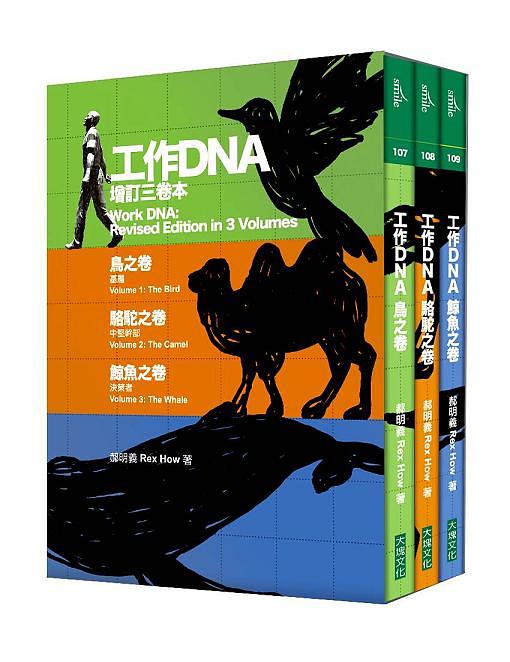 工作DNA
增訂三卷本
Work DNA:
Revised Edition in 3 Volumes
鳥之卷
基層
Volume 1: The Bird
駱駝之卷
中堅幹部
Volume 2: The Camel
鯨魚之卷
決策者
Volume 3: The Whale
郝明義 Rex How 著
smile
107
工作DNA 鳥之卷
郝明義 Rex How 著
大塊文化
smile
108
工作DNA 駱駝之卷
郝明義 Rex How 著
大塊文化
smile
109
工作DNA 鯨魚之卷
郝明義 Rex How 著
大塊文化